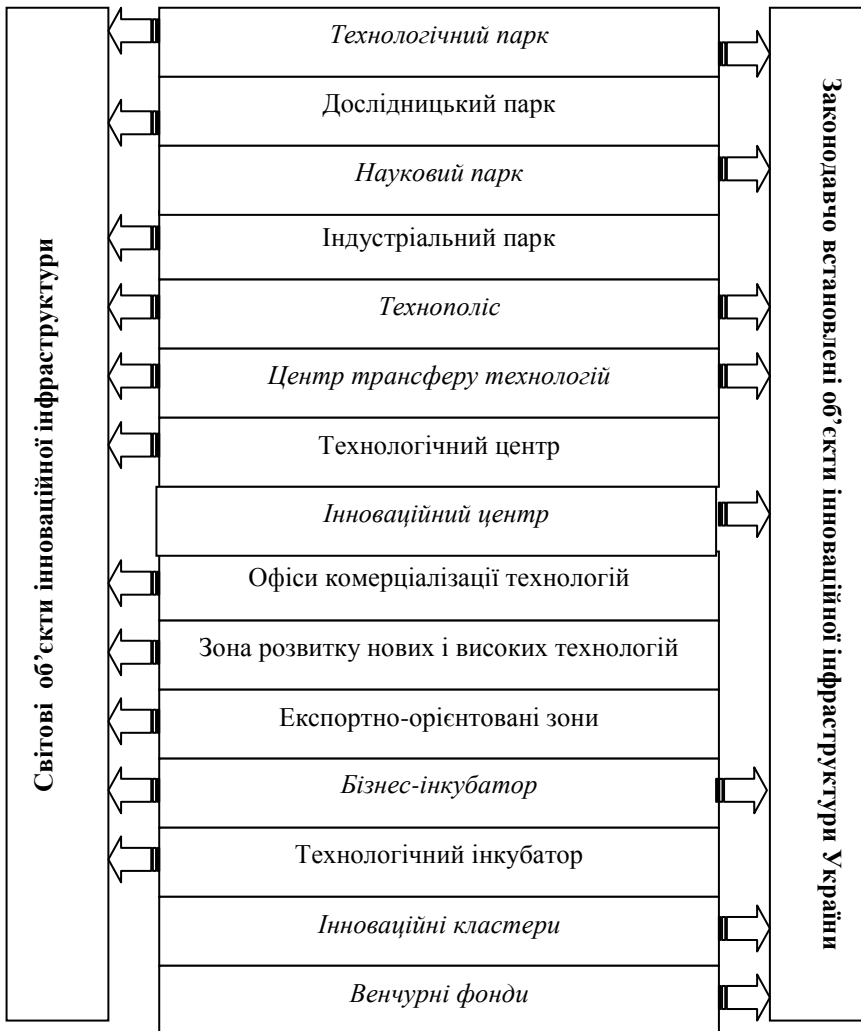 Світові об’єкти інноваційної інфраструктури
Технологічний парк
Дослідницький парк
Науковий парк
Індустріальний парк
Технополіс
Центр трансферу технологій
Технологічний центр
Інноваційний центр
Офіси комерціалізації технологій
Зона розвитку нових і високих технологій
Експортно-орієнтовані зони
Бізнес-інкубатор
Технологічний інкубатор
Інноваційні кластери
Венчурні фонди
Законодавчо встановлені об’єкти інноваційної інфраструктури України